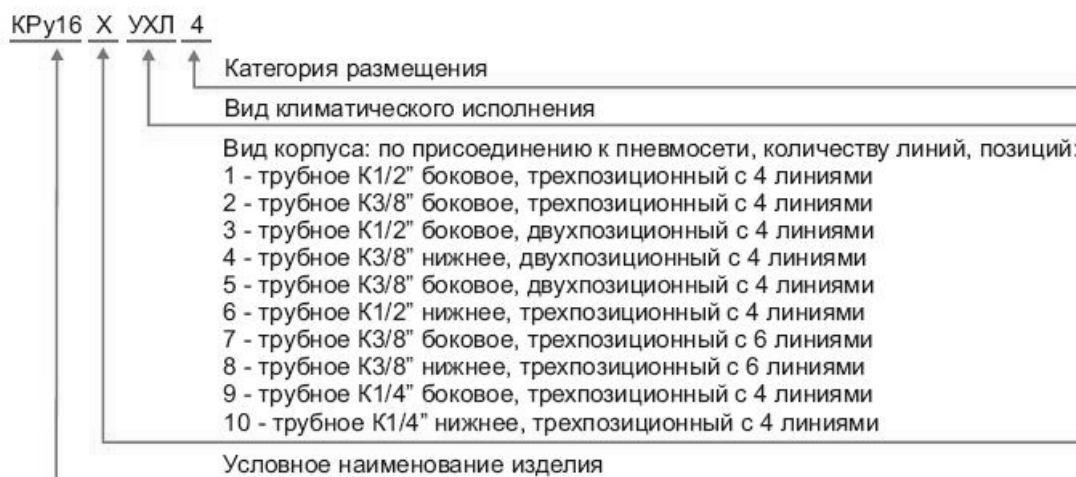 КРу16 Х УХЛ 4
Категория размещения
Вид климатического исполнения
Вид корпуса: по присоединению к пневмосети, количеству линий, позиций:
1 - трубное К1/2” боковое, трехпозиционный с 4 линиями
2 - трубное К3/8” боковое, трехпозиционный с 4 линиями
3 - трубное К1/2” боковое, двухпозиционный с 4 линиями
4 - трубное К3/8” нижнее, двухпозиционный с 4 линиями
5 - трубное К3/8” боковое, двухпозиционный с 4 линиями
6 - трубное К1/2” нижнее, трехпозиционный с 4 линиями
7 - трубное К3/8” боковое, трехпозиционный с 6 линиями
8 - трубное К3/8” нижнее, трехпозиционный с 6 линиями
9 - трубное К1/4” боковое, трехпозиционный с 4 линиями
10 - трубное К1/4” нижнее, трехпозиционный с 4 линиями
Условное наименование изделия